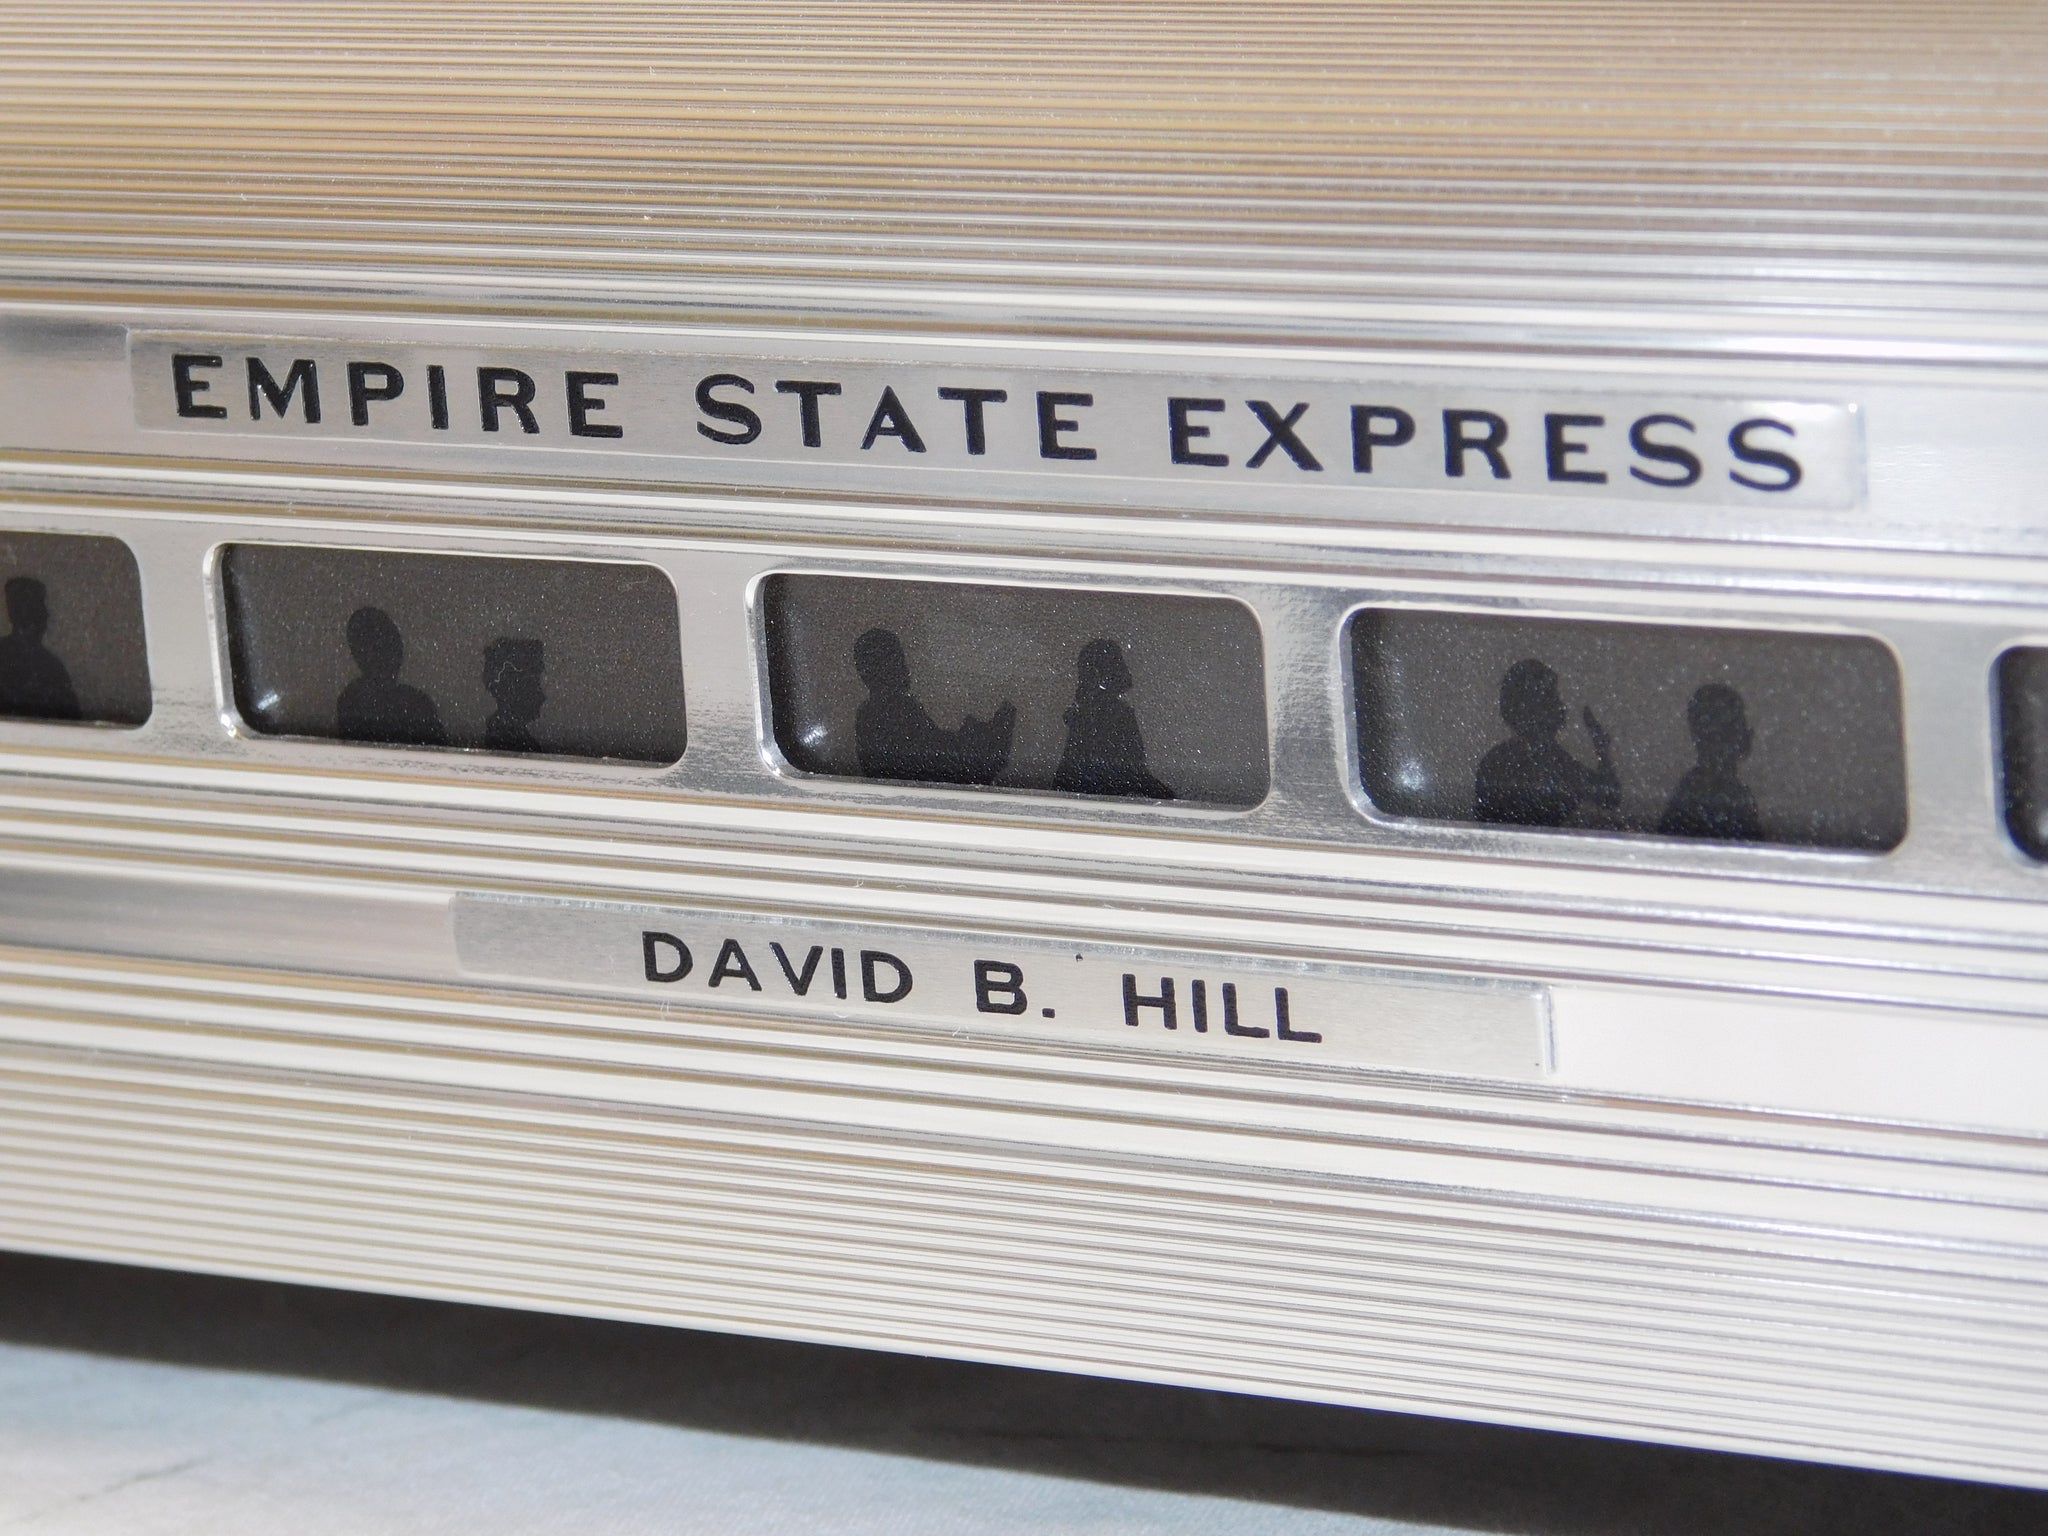 EMPIRE STATE EXPRESS
DAVID B. HILL